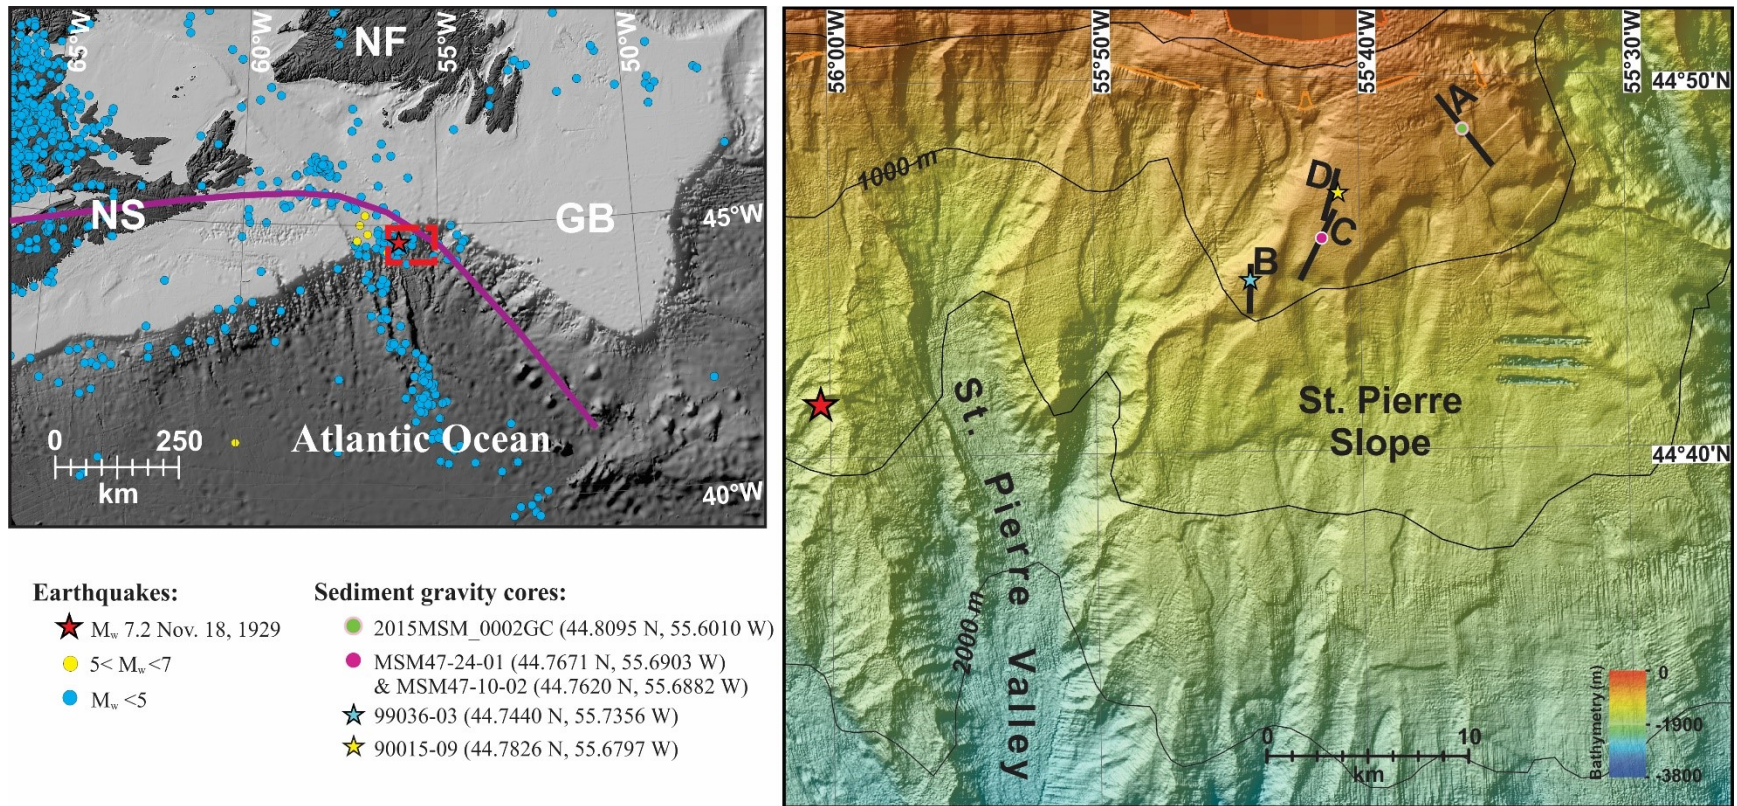 65°W
60°W
55°W
50°W
NF
NS
GB
45°W
40°W
Atlantic Ocean
0 250
km
Earthquakes:
Mw 7.2 Nov. 18, 1929
5< Mw <7
Mw <5
Sediment gravity cores:
2015MSM_0002GC (44.8095 N, 55.6010 W)
MSM47-24-01 (44.7671 N, 55.6903 W)
& MSM47-10-02 (44.7620 N, 55.6882 W)
99036-03 (44.7440 N, 55.7356 W)
90015-09 (44.7826 N, 55.6797 W)
56°00'W
55°50'W
55°40'W
55°30'W
44°50'N
IA
1000 m
D
C
B
St. Pierre
Slope
44°40'N
St. Pierre Valley
2000 m
0 10
km
Bathymetry (m)
0
-1900
-3800